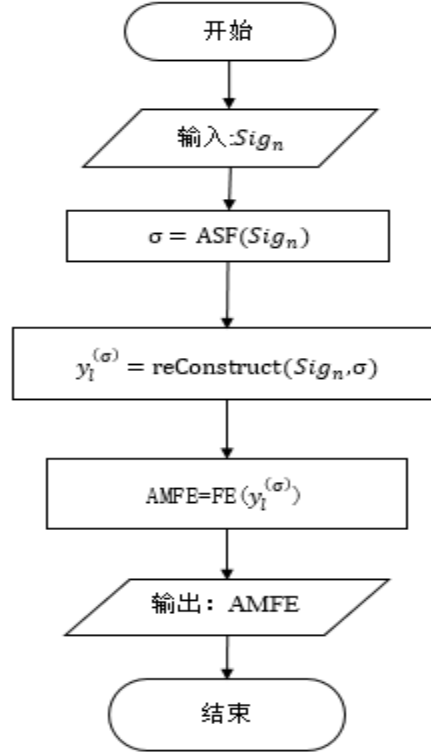 开始
输入:Sig_n
σ = ASF(Sig_n)
y_l^(σ) = reConstruct(Sig_n,σ)
AMFE=FE(y_l^(σ))
输出：AMFE
结束